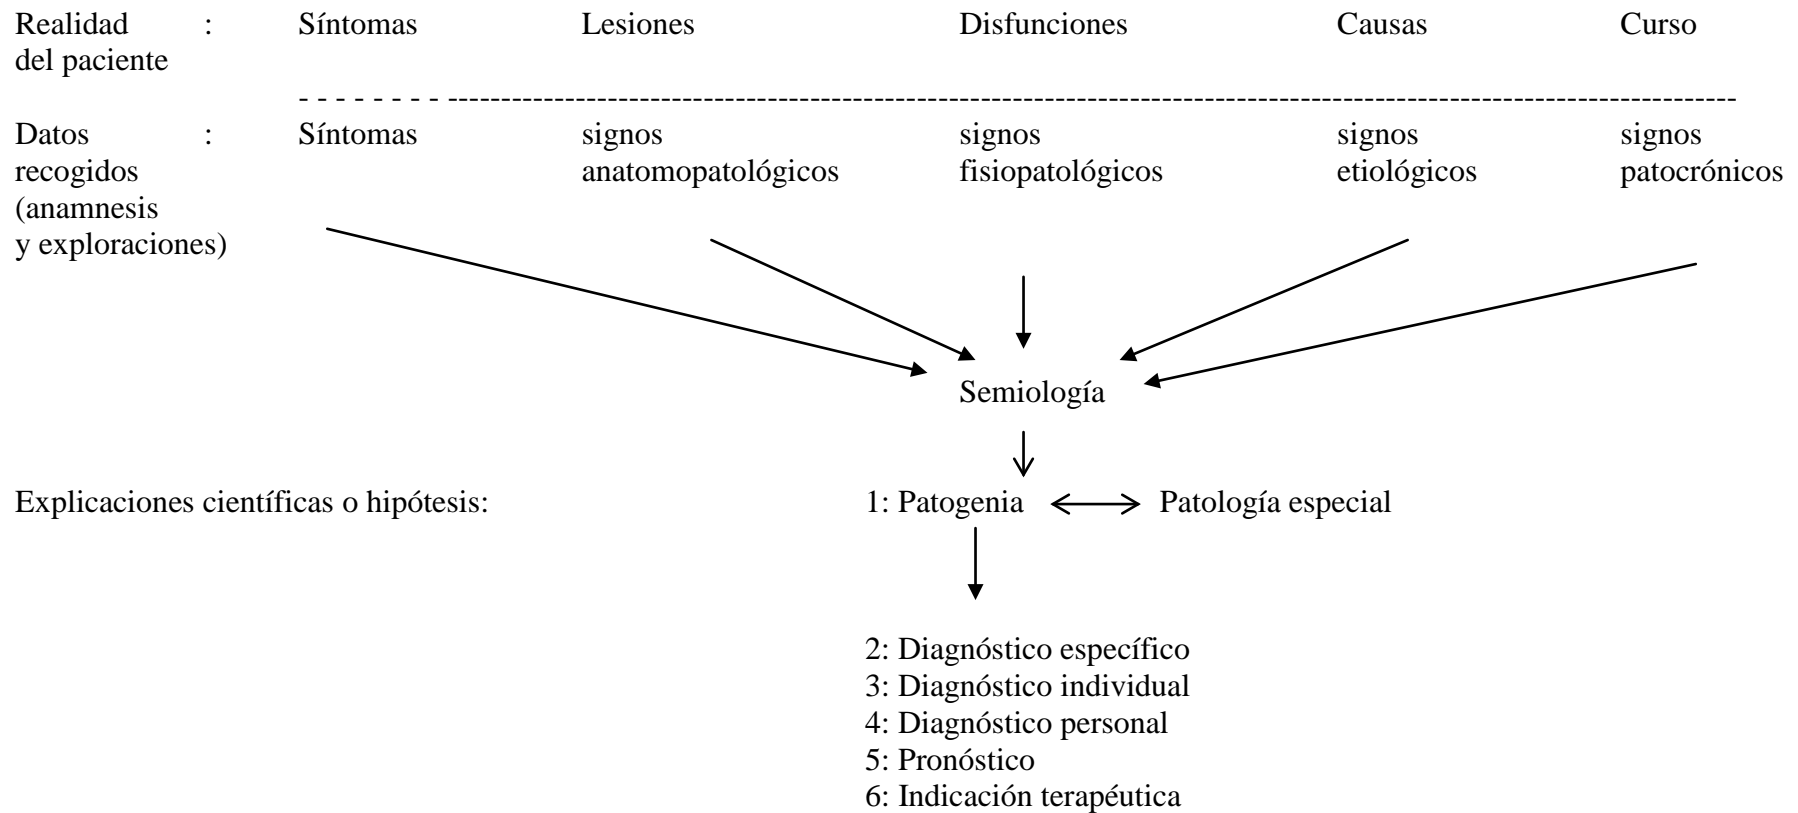 Realidad : Síntomas Lesiones Disfunciones Causas Curso
del paciente
Datos : Síntomas signos signos signos signos
recogidos anatomopatológicos fisiopatológicos etiológicos patocrónicos
(anamnesis
y exploraciones)
Semiología
Explicaciones científicas o hipótesis: 1: Patogenia Patología especial
2: Diagnóstico específico
3: Diagnóstico individual
4: Diagnóstico personal
5: Pronóstico
6: Indicación terapéutica